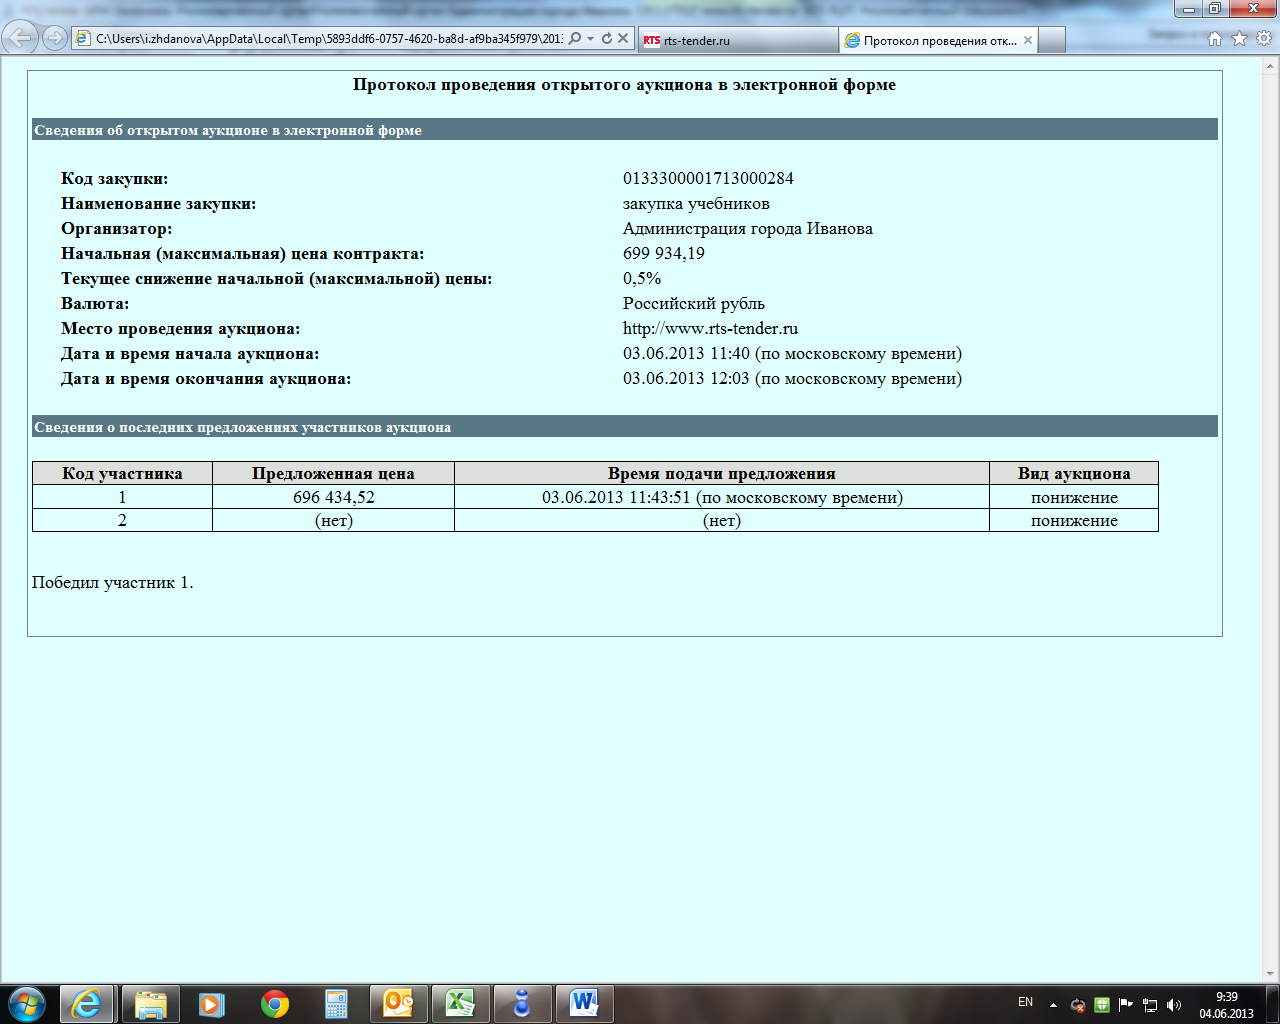 C:\Users\i.zhdanova\AppData\Local\Temp\5893ddf6-0757-4620-ba8d-af9ba345f979\201
RTS rts-tender.ru
Протокол проведения отк...
Протокол проведения открытого аукциона в электронной форме
Сведения об открытом аукционе в электронной форме
Код закупки: 0133300001713000284
Наименование закупки: закупка учебников
Организатор: Администрация города Иванова
Начальная (максимальная) цена контракта: 699 934,19
Текущее снижение начальной (максимальной) цены: 0,5%
Валюта: Российский рубль
Место проведения аукциона: http://www.rts-tender.ru
Дата и время начала аукциона: 03.06.2013 11:40 (по московскому времени)
Дата и время окончания аукциона: 03.06.2013 12:03 (по московскому времени)
Сведения о последних предложениях участников аукциона
Код участника Предложенная цена Время подачи предложения Вид аукциона
1 696 434,52 03.06.2013 11:43:51 (по московскому времени) понижение
2 (нет) (нет) понижение
Победил участник 1.
EN
9:39
04.06.2013